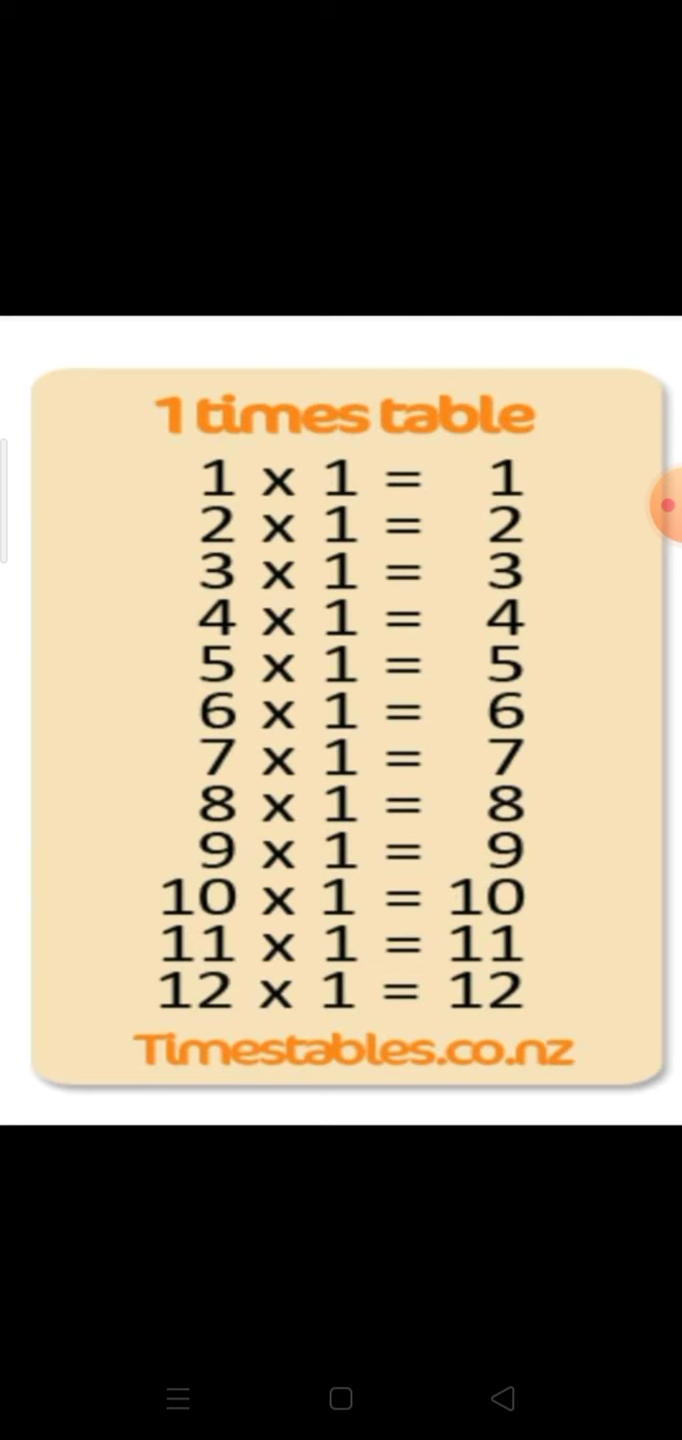 1 times table
1 x 1 = 1
2 x 1 = 2
3 x 1 = 3
4 x 1 = 4
5 x 1 = 5
6 x 1 = 6
7 x 1 = 7
8 x 1 = 8
9 x 1 = 9
10 x 1 = 10
11 x 1 = 11
12 x 1 = 12
Timestables.co.nz